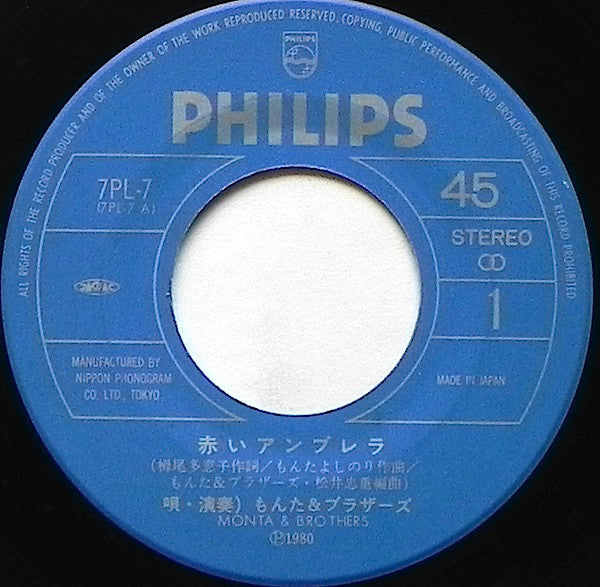 ALL RIGHTS OF THE RECORD PRODUCER AND OF THE OWNER OF THE WORK REPRODUCED RESERVED. COPYING, PUBLIC PERFORMANCE AND BROADCASTING OF THIS RECORD PROHIBITED
PHILIPS
PHILIPS
7PL-7
(7PL-7 A)
45
STEREO
1
MANUFACTURED BY
NIPPON PHONOGRAM
CO. LTD., TOKYO
MADE IN JAPAN
赤いアンブレラ
(栂尾多恵子作詞/もんたよしのり作曲/
もんた&ブラザーズ・松井忠重編曲)
唄・演奏) もんた&ブラザーズ
MONTA & BROTHERS
Ⓟ1980